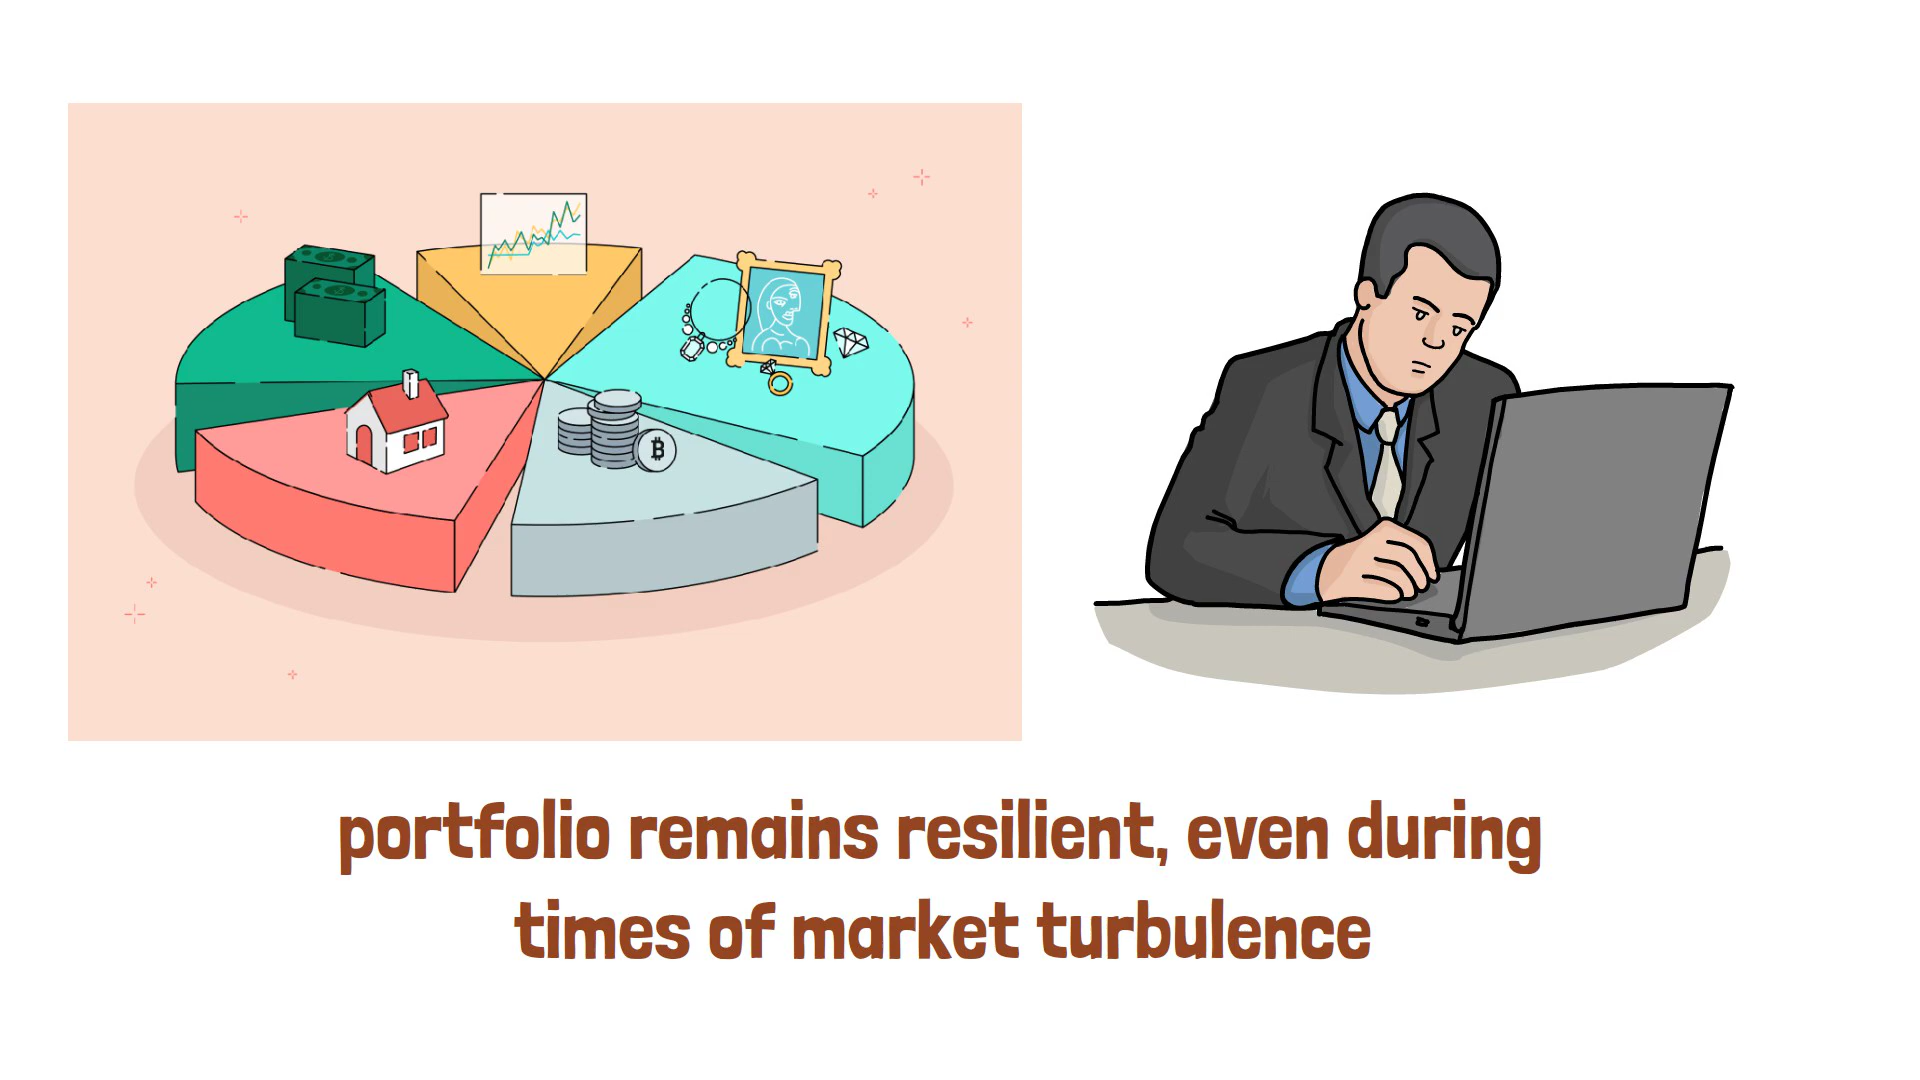 portfolio remains resilient, even during
times of market turbulence